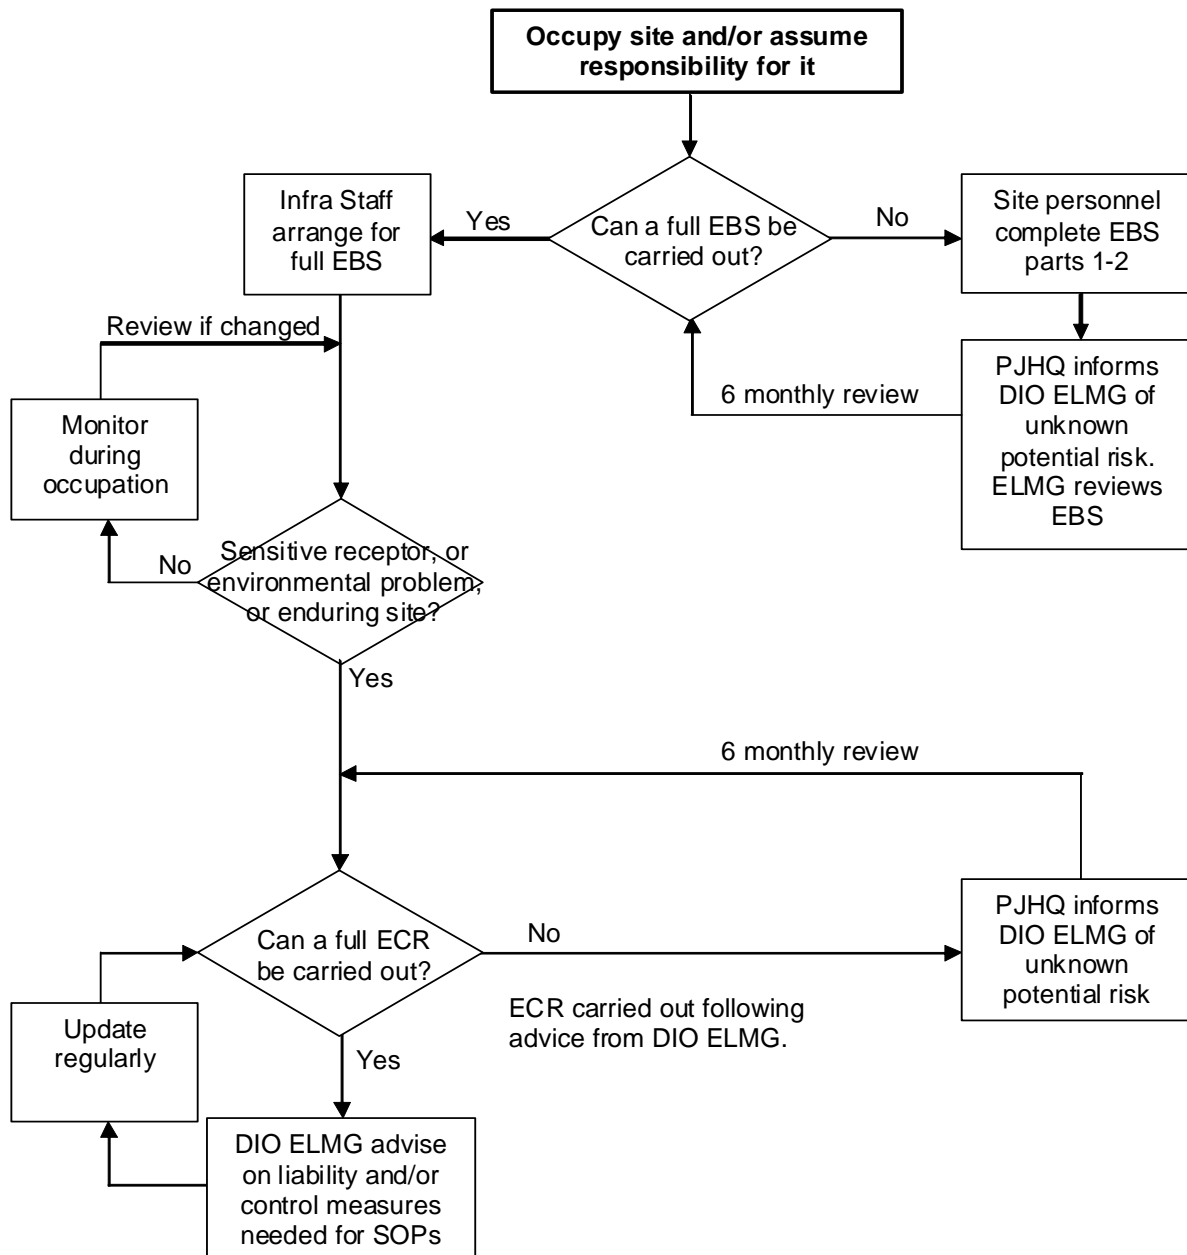 Occupy site and/or assume
responsibility for it
Infra Staff
arrange for
full EBS
Yes
Can a full EBS be
carried out?
No
Site personnel
complete EBS
parts 1-2
Review if changed
6 monthly review
PJHQ informs
DIO ELMG of
unknown
potential risk.
ELMG reviews
EBS
Monitor
during
occupation
No
Sensitive receptor, or
environmental problem,
or enduring site?
Yes
6 monthly review
Can a full ECR
be carried out?
No
PJHQ informs
DIO ELMG of
unknown
potential risk
ECR carried out following
advice from DIO ELMG.
Update
regularly
Yes
DIO ELMG advise
on liability and/or
control measures
needed for SOPs